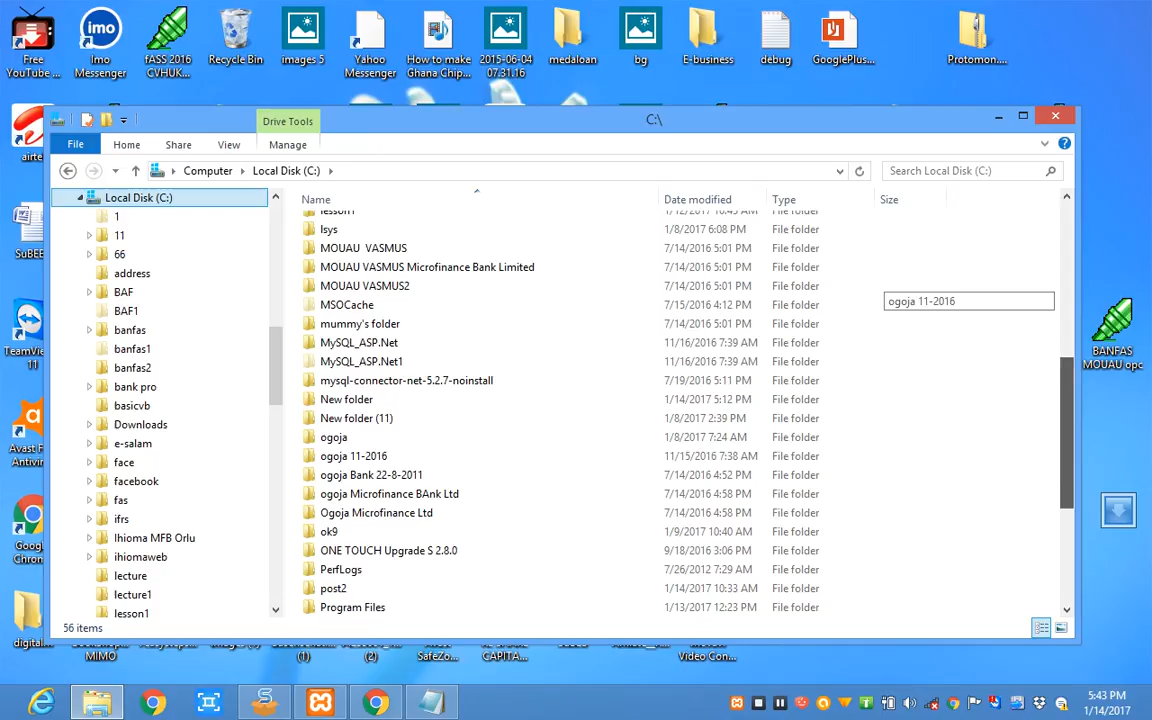 Free YouTube ...
Imo Messenger
fASS 2016 CVHUK...
Recycle Bin
images 5
Yahoo Messenger
How to make Ghana Chip...
2015-06-04 07.31.16
medaloan
bg
E-business
debug
GooglePlus...
Protomon....
imo
airte
Drive Tools
C:\
File
Home
Share
View
Manage
Computer
Local Disk (C:)
Search Local Disk (C:)
Local Disk (C:)
1
11
66
address
BAF
BAF1
banfas
banfas1
banfas2
bank pro
basicvb
Downloads
e-salam
face
facebook
fas
ifrs
Ihioma MFB Orlu
ihiomaweb
lecture
lecture1
lesson1
Name Date modified Type Size
lesson1 1/12/2017 10:45 AM File folder
lsys 1/8/2017 6:08 PM File folder
MOUAU VASMUS 7/14/2016 5:01 PM File folder
MOUAU VASMUS Microfinance Bank Limited 7/14/2016 5:01 PM File folder
MOUAU VASMUS2 7/14/2016 5:01 PM File folder
MSOCache 7/15/2016 4:12 PM File folder
ogoja 11-2016
mummy's folder 7/14/2016 5:01 PM File folder
MySQL_ASP.Net 11/16/2016 7:39 AM File folder
MySQL_ASP.Net1 11/16/2016 7:39 AM File folder
mysql-connector-net-5.2.7-noinstall 7/19/2016 5:11 PM File folder
New folder 1/14/2017 5:12 PM File folder
New folder (11) 1/8/2017 2:39 PM File folder
ogoja 1/8/2017 7:24 AM File folder
ogoja 11-2016 11/15/2016 7:38 AM File folder
ogoja Bank 22-8-2011 7/14/2016 4:52 PM File folder
ogoja Microfinance BAnk Ltd 7/14/2016 4:58 PM File folder
Ogoja Microfinance Ltd 7/14/2016 4:58 PM File folder
ok9 1/9/2017 10:40 AM File folder
ONE TOUCH Upgrade S 2.8.0 9/18/2016 3:06 PM File folder
PerfLogs 7/26/2012 7:29 AM File folder
post2 1/14/2017 10:33 AM File folder
Program Files 1/13/2017 12:23 PM File folder
56 items
SuBEE
TeamVie
11
Avast F
Antivir
Googl
Chron
digital
BANFAS
MOUAU opc
MIMO
(1)
(2)
SafeZo...
CAPITA...
Video Con...
5:43 PM
1/14/2017